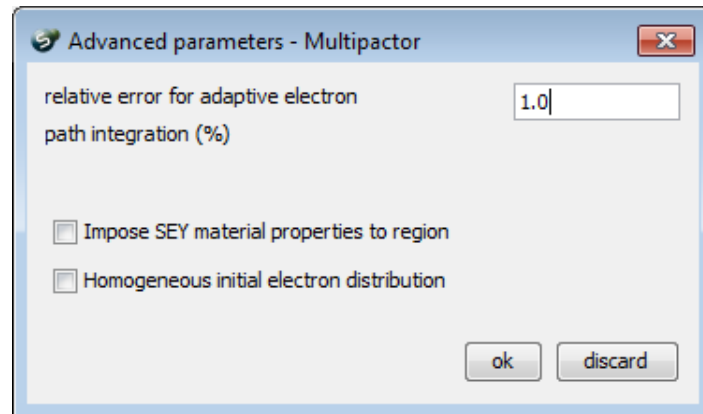 Advanced parameters - Multipactor
relative error for adaptive electron
1.0
path integration (%)
Impose SEY material properties to region
Homogeneous initial electron distribution
ok
discard